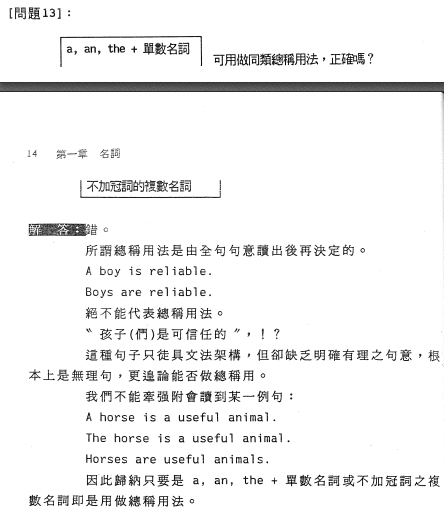 [問題13]：
a, an, the + 單數名詞
可用做同類總稱用法，正確嗎？
14 第一章 名詞
不加冠詞的複數名詞
解 答：錯。
所謂總稱用法是由全句句意讀出後再決定的。
A boy is reliable.
Boys are reliable.
絕不能代表總稱用法。
〝孩子(們)是可信任的〞，！？
這種句子只徒具文法架構，但卻缺乏明確有理之句意，根
本上是無理句，更遑論能否做總稱用。
我們不能牽强附會讀到某一例句：
A horse is a useful animal.
The horse is a useful animal.
Horses are useful animals.
因此歸納只要是 a, an, the + 單數名詞或不加冠詞之複
數名詞即是用做總稱用法。